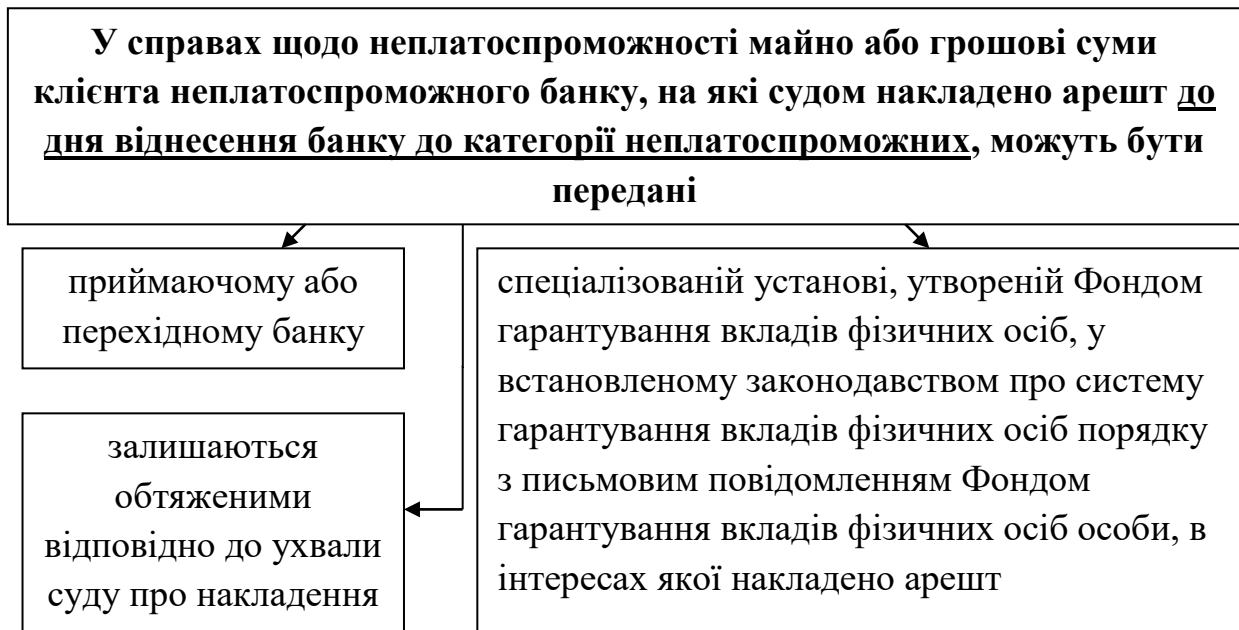 У справах щодо неплатоспроможності майно або грошові суми
клієнта неплатоспроможного банку, на які судом накладено арешт до
дня віднесення банку до категорії неплатоспроможних, можуть бути
передані
приймаючому або
перехідному банку
залишаються
обтяженими
відповідно до ухвали
суду про накладення
спеціалізованій установі, утвореній Фондом
гарантування вкладів фізичних осіб, у
встановленому законодавством про систему
гарантування вкладів фізичних осіб порядку
з письмовим повідомленням Фондом
гарантування вкладів фізичних осіб особи, в
інтересах якої накладено арешт